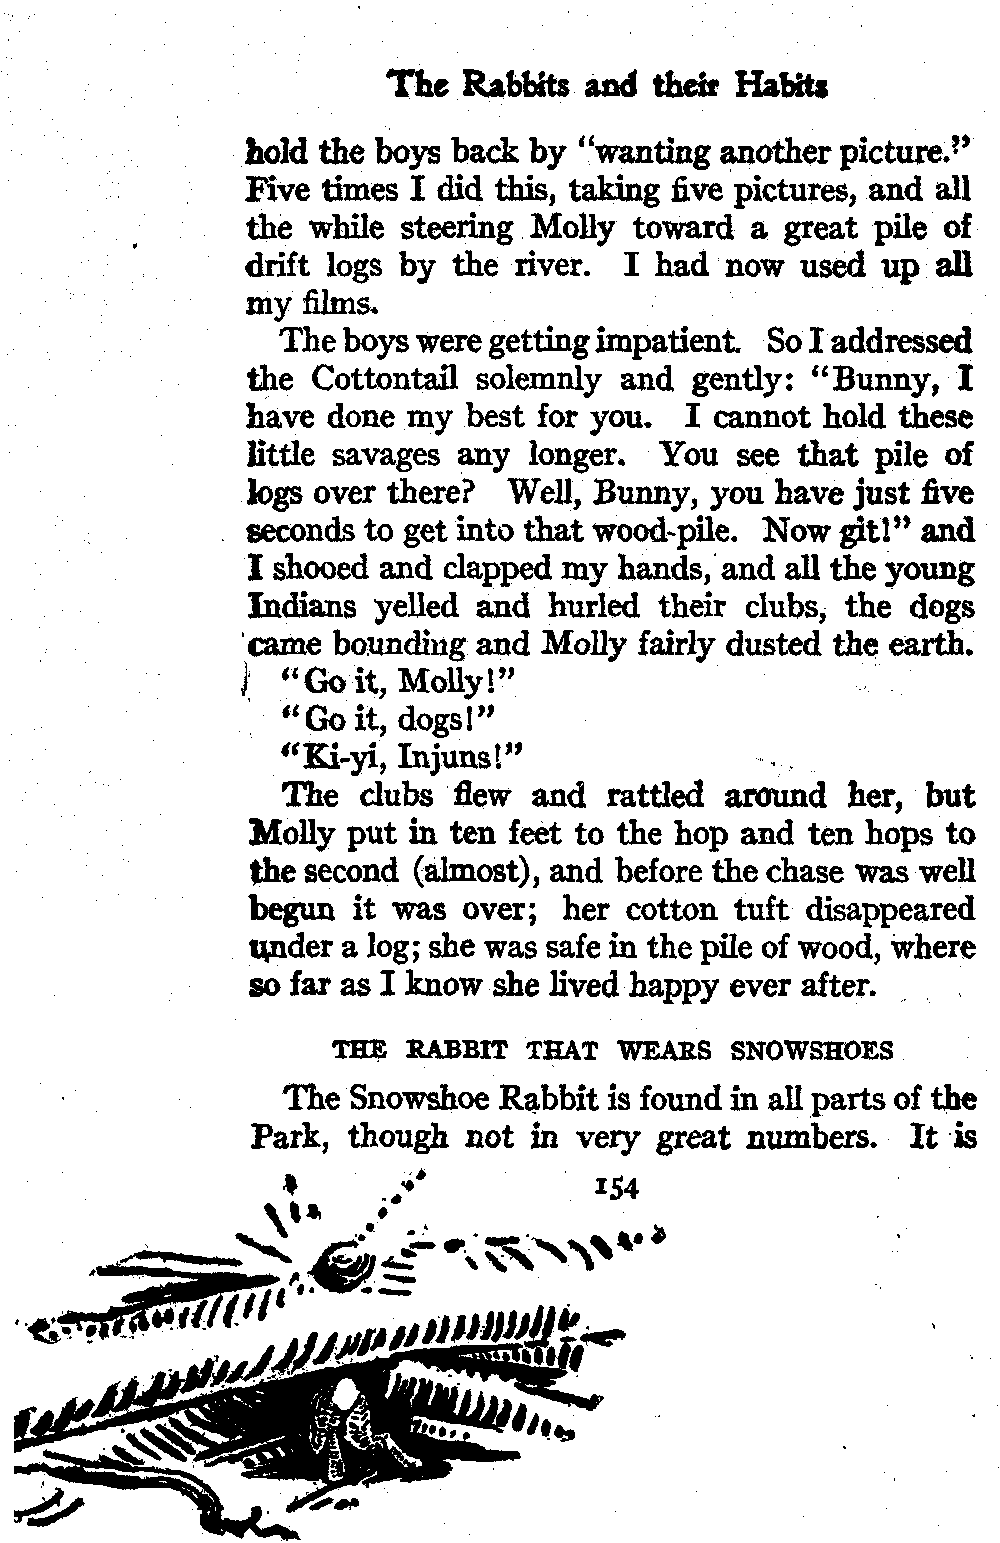 The Rabbits and their Habits
hold the boys back by "wanting another picture."
Five times I did this, taking five pictures, and all
the while steering Molly toward a great pile of
drift logs by the river. I had now used up all
my films.
The boys were getting impatient. So I addressed
the Cottontail solemnly and gently: "Bunny, I
have done my best for you. I cannot hold these
little savages any longer. You see that pile of
logs over there? Well, Bunny, you have just five
seconds to get into that wood-pile. Now git!" and
I shooed and clapped my hands, and all the young
Indians yelled and hurled their clubs, the dogs
came bounding and Molly fairly dusted the earth.
"Go it, Molly!"
"Go it, dogs!"
"Ki-yi, Injuns!"
The clubs flew and rattled around her, but
Molly put in ten feet to the hop and ten hops to
the second (almost), and before the chase was well
begun it was over; her cotton tuft disappeared
under a log; she was safe in the pile of wood, where
so far as I know she lived happy ever after.
THE RABBIT THAT WEARS SNOWSHOES
The Snowshoe Rabbit is found in all parts of the
Park, though not in very great numbers. It is
154